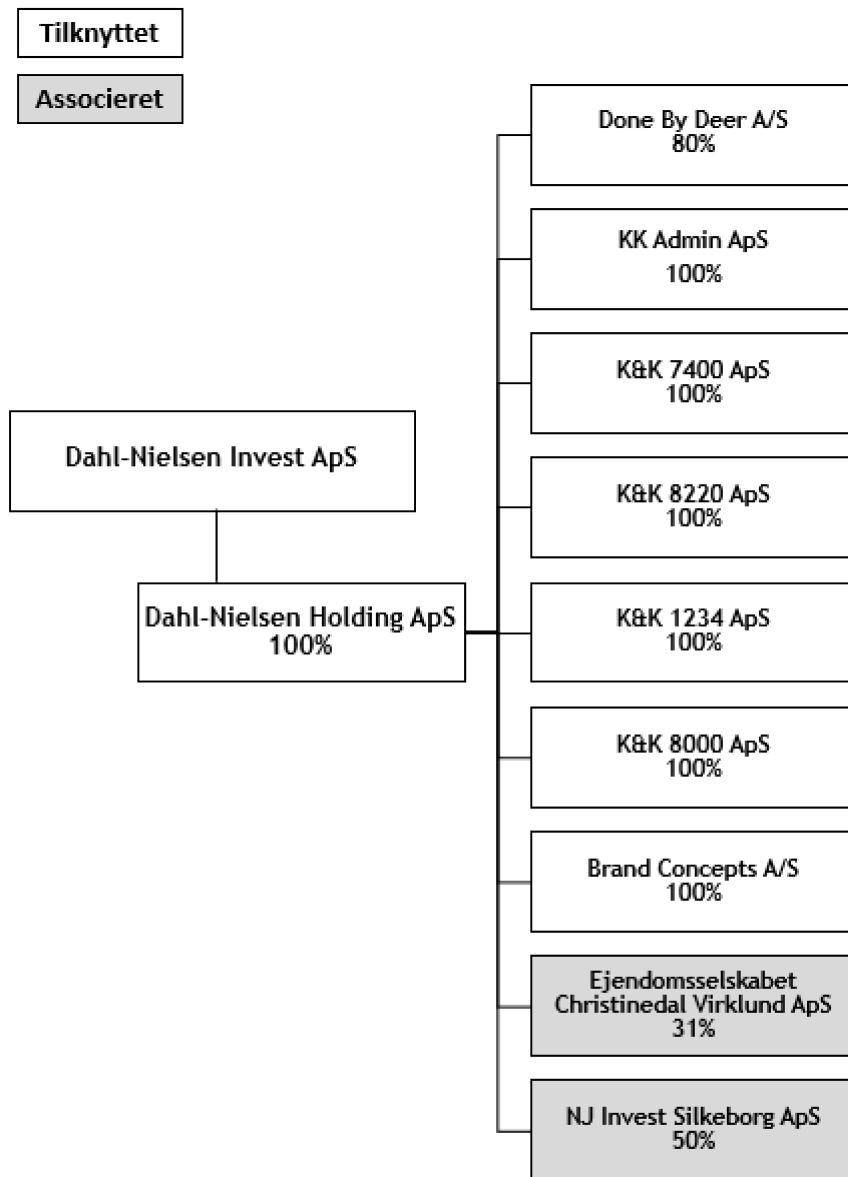 Tilknyttet
Associeret
Done By Deer A/S
80%
KK Admin ApS
100%
K&K 7400 ApS
100%
Dahl-Nielsen Invest ApS
K&K 8220 ApS
100%
Dahl-Nielsen Holding ApS
100%
K&K 1234 ApS
100%
K&K 8000 ApS
100%
Brand Concepts A/S
100%
Ejendomsselskabet
Christinedal Virklund ApS
31%
NJ Invest Silkeborg ApS
50%